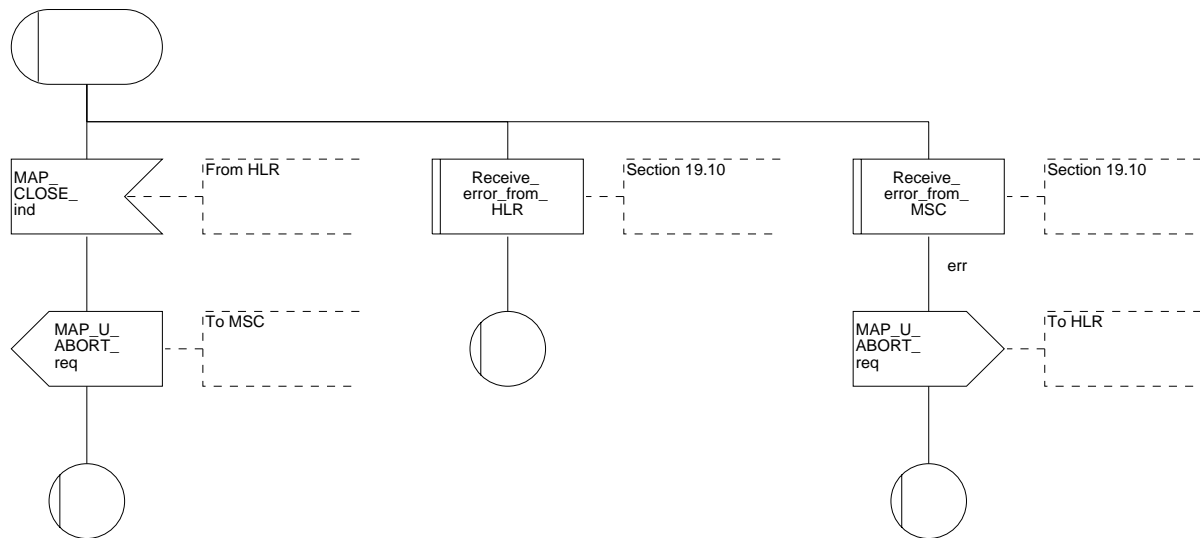 MAP_
CLOSE_
ind
From HLR
Receive_
error_from_
HLR
Section 19.10
Receive_
error_from_
MSC
Section 19.10
err
MAP_U_
ABORT_
req
To MSC
MAP_U_
ABORT_
req
To HLR